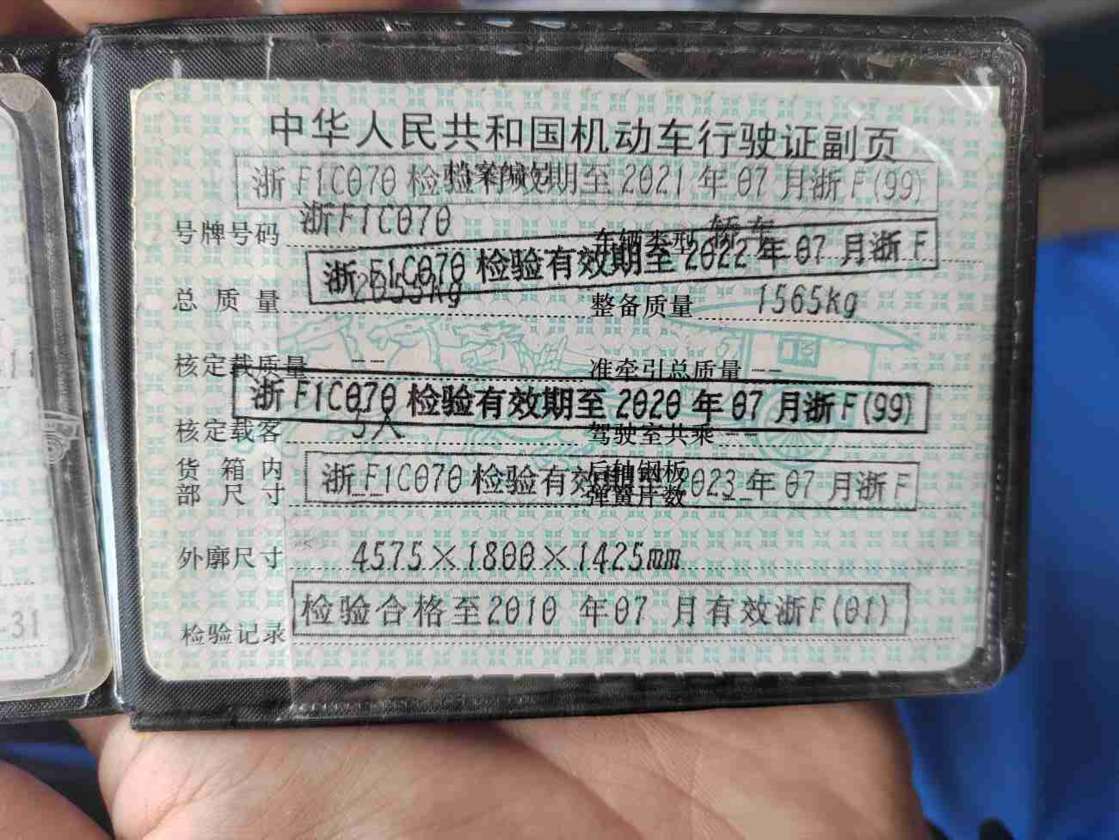 中华人民共和国机动车行驶证副页
浙F1C070 检验有效期至2021年07月浙F(99)
号牌号码 浙F1C070 车辆类型 轿车
浙F1C070 检验有效期至2022年07月浙F
总质量 2055kg 整备质量 1565kg
核定载质量 -- 准牵引总质量 --
浙F1C070 检验有效期至2020年07月浙F(99)
核定载客 5人 驾驶室共乘 --
货箱内部尺寸 -- 后轴钢板弹簧片数 --
浙F1C070 检验有效期至2023年07月浙F
外廓尺寸 4575×1800×1425mm
检验记录 检验合格至2010年07月有效浙F(01)
11
-31